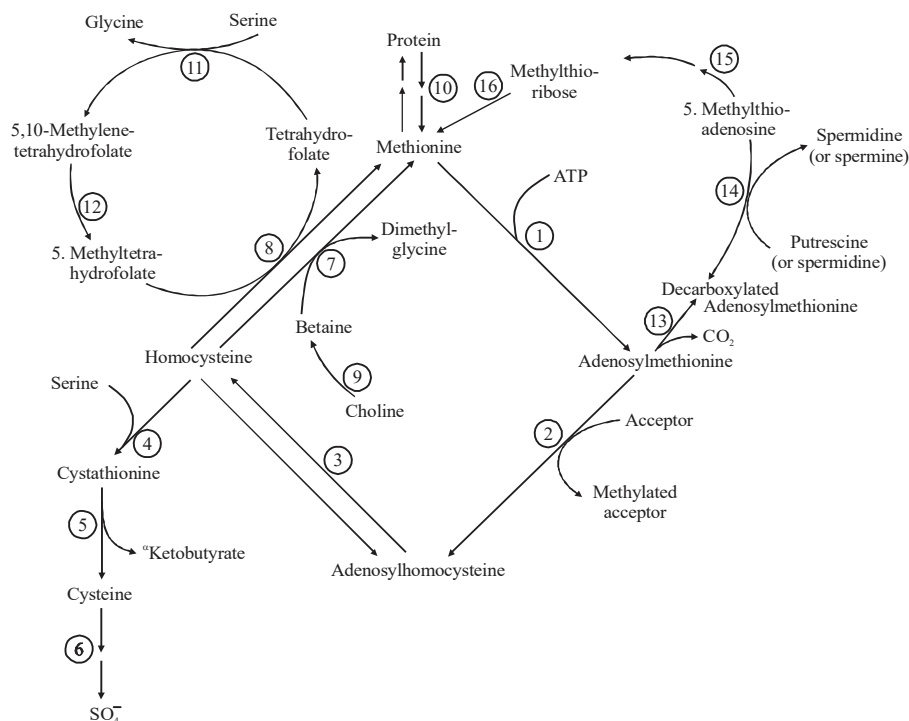 Glycine
Serine
11
5,10-Methylene-
tetrahydrofolate
Tetrahydro-
folate
12
5. Methyltetra-
hydrofolate
Protein
10
16
Methylthio-
ribose
15
5. Methylthio-
adenosine
Methionine
Spermidine
(or spermine)
14
Putrescine
(or spermidine)
ATP
1
8
7
Dimethyl-
glycine
Decarboxylated
Adenosylmethionine
13
CO2
Adenosylmethionine
Betaine
Homocysteine
9
Choline
Serine
4
Cystathionine
3
2
Acceptor
Methylated
acceptor
5
αKetobutyrate
Adenosylhomocysteine
Cysteine
6
SO4−